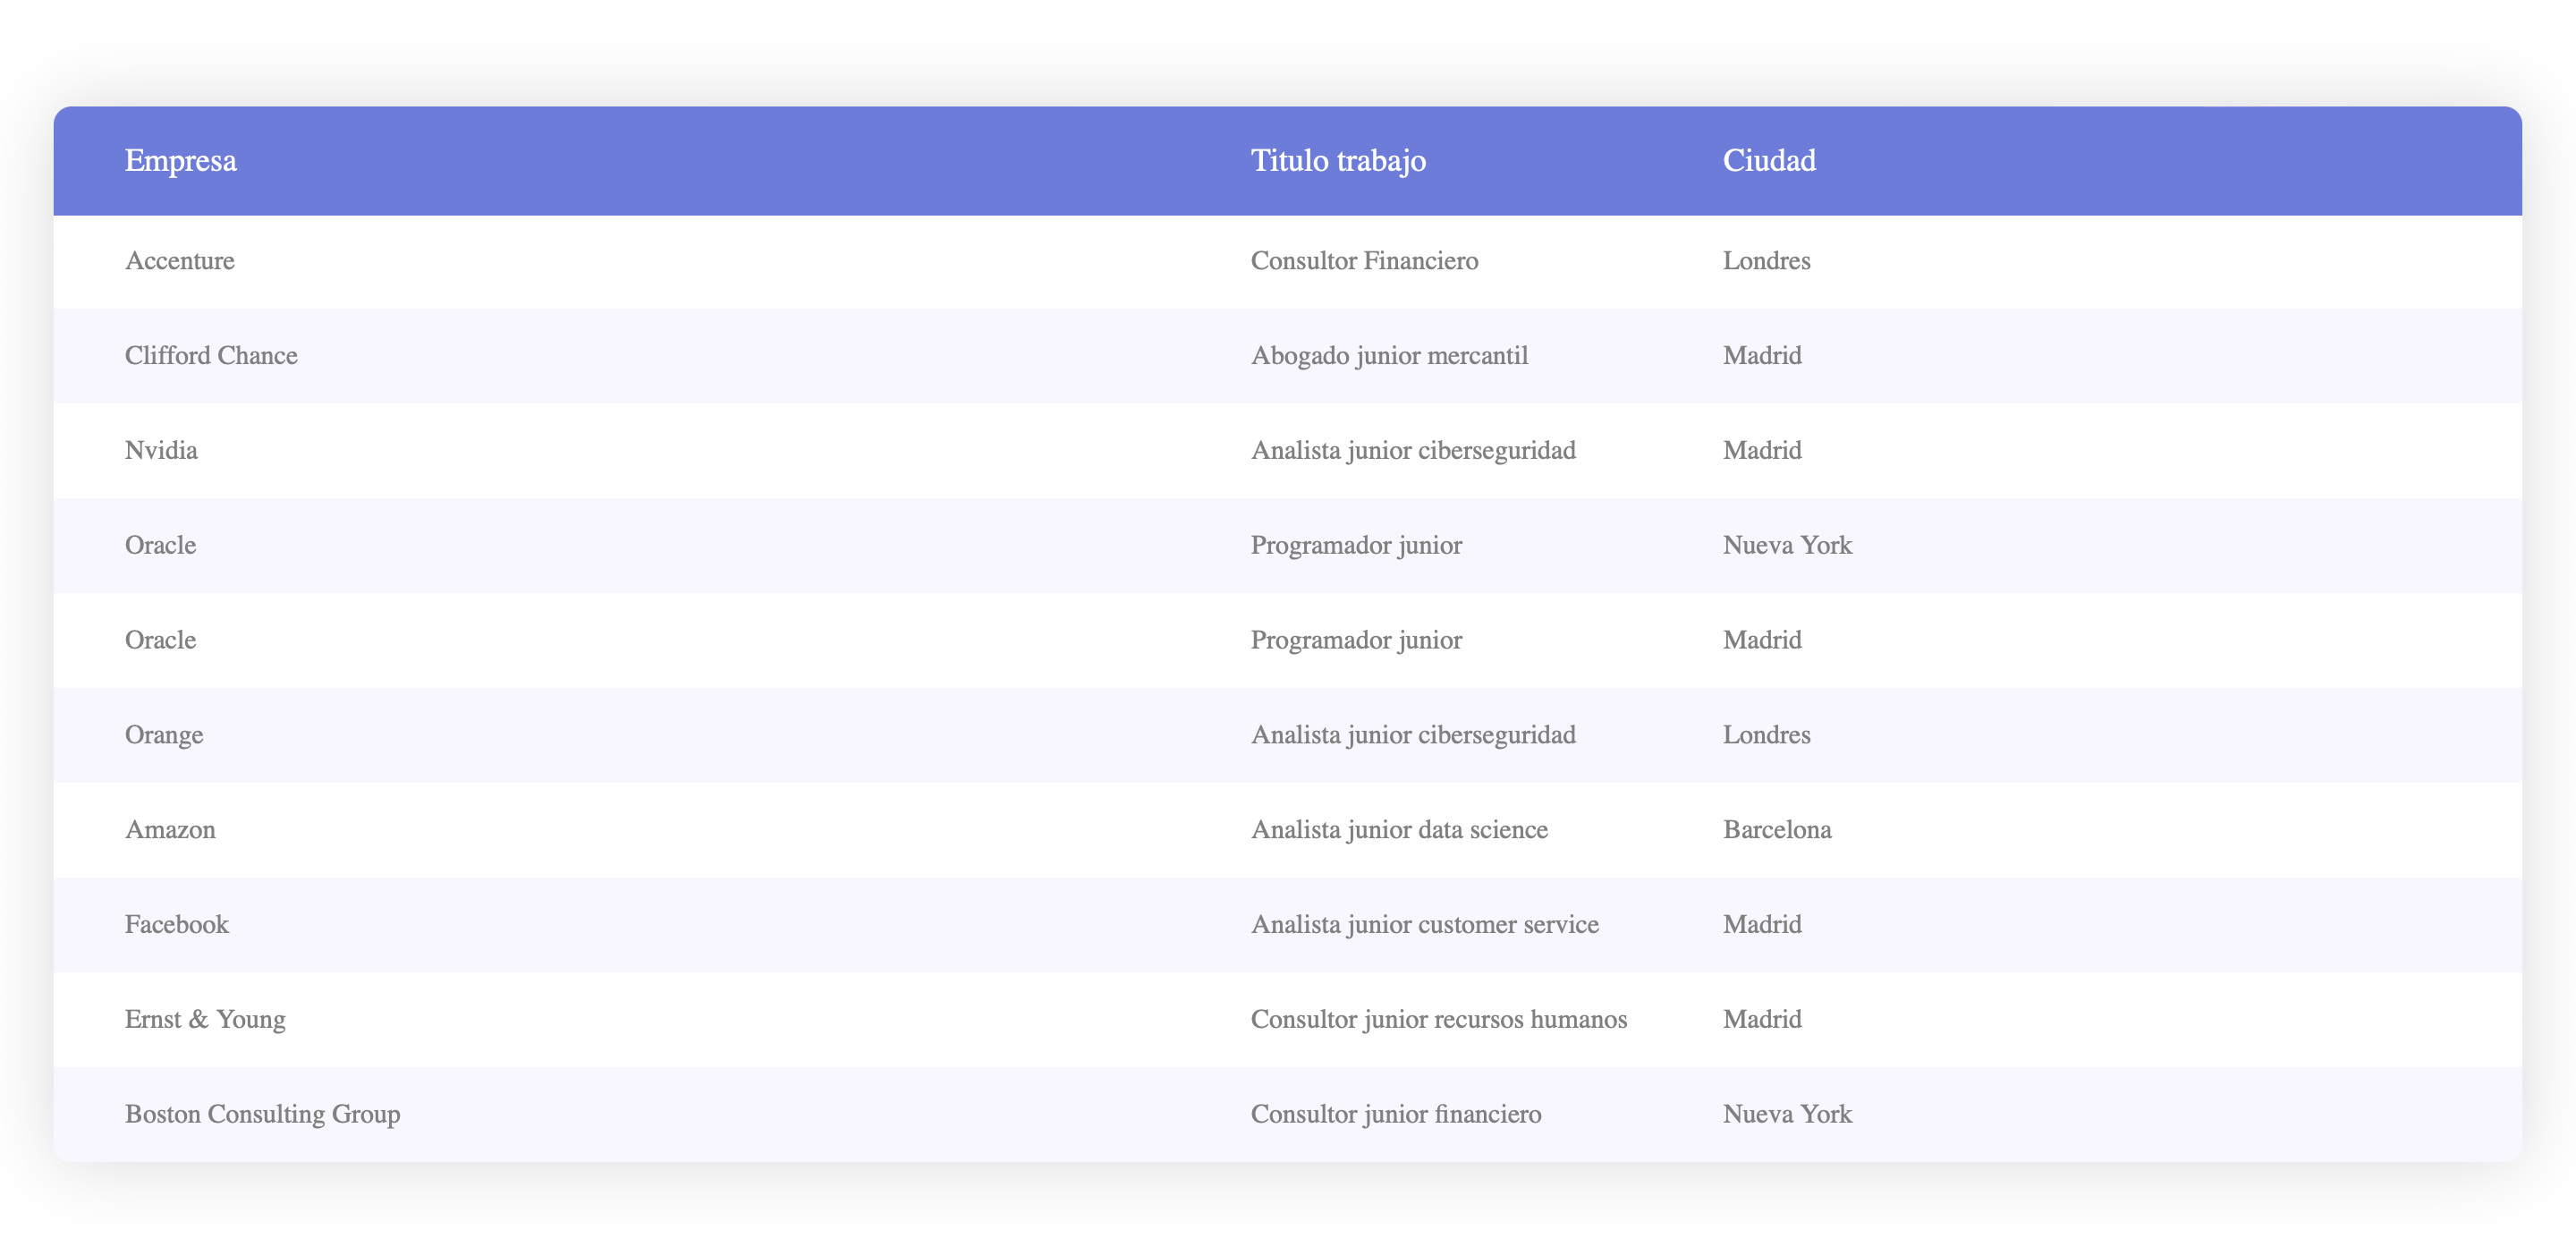 Empresa Titulo trabajo Ciudad
Accenture Consultor Financiero Londres
Clifford Chance Abogado junior mercantil Madrid
Nvidia Analista junior ciberseguridad Madrid
Oracle Programador junior Nueva York
Oracle Programador junior Madrid
Orange Analista junior ciberseguridad Londres
Amazon Analista junior data science Barcelona
Facebook Analista junior customer service Madrid
Ernst & Young Consultor junior recursos humanos Madrid
Boston Consulting Group Consultor junior financiero Nueva York